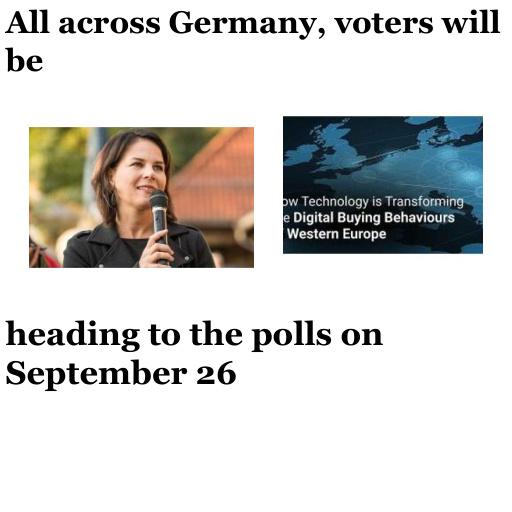 All across Germany, voters will
be
ow Technology is Transforming
e Digital Buying Behaviours
Western Europe
heading to the polls on
September 26